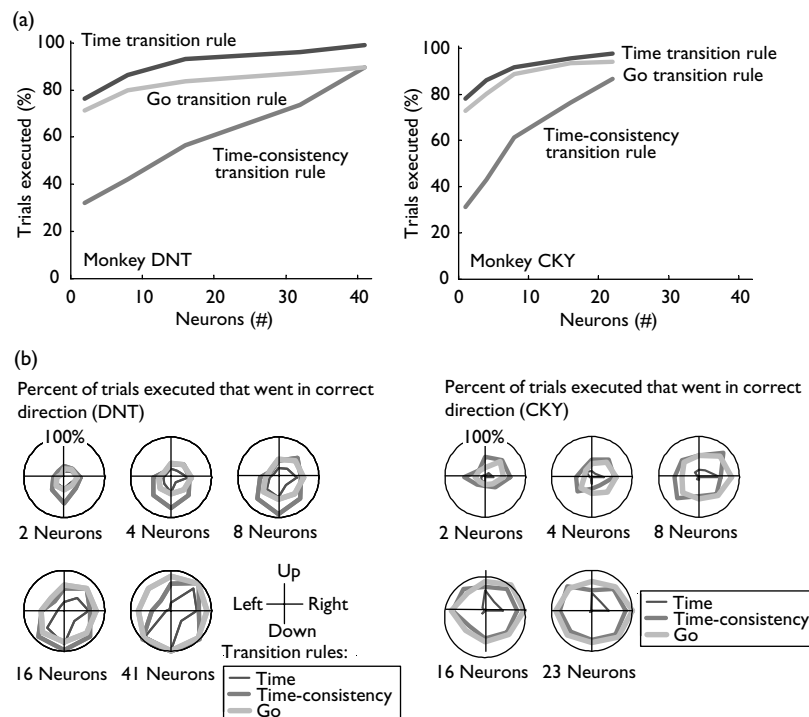 (a)
100
80
60
40
20
0
Trials executed (%)
Time transition rule
Go transition rule
Time-consistency
transition rule
Monkey DNT
0
10
20
30
40
Neurons (#)
100
80
60
40
20
0
Trials executed (%)
Time transition rule
Go transition rule
Time-consistency
transition rule
Monkey CKY
0
10
20
30
40
Neurons (#)
(b)
Percent of trials executed that went in correct
direction (DNT)
100%
2 Neurons
4 Neurons
8 Neurons
16 Neurons
41 Neurons
Up
Left
Right
Down
Transition rules:
Time
Time-consistency
Go
Percent of trials executed that went in correct
direction (CKY)
100%
2 Neurons
4 Neurons
8 Neurons
16 Neurons
23 Neurons
Time
Time-consistency
Go